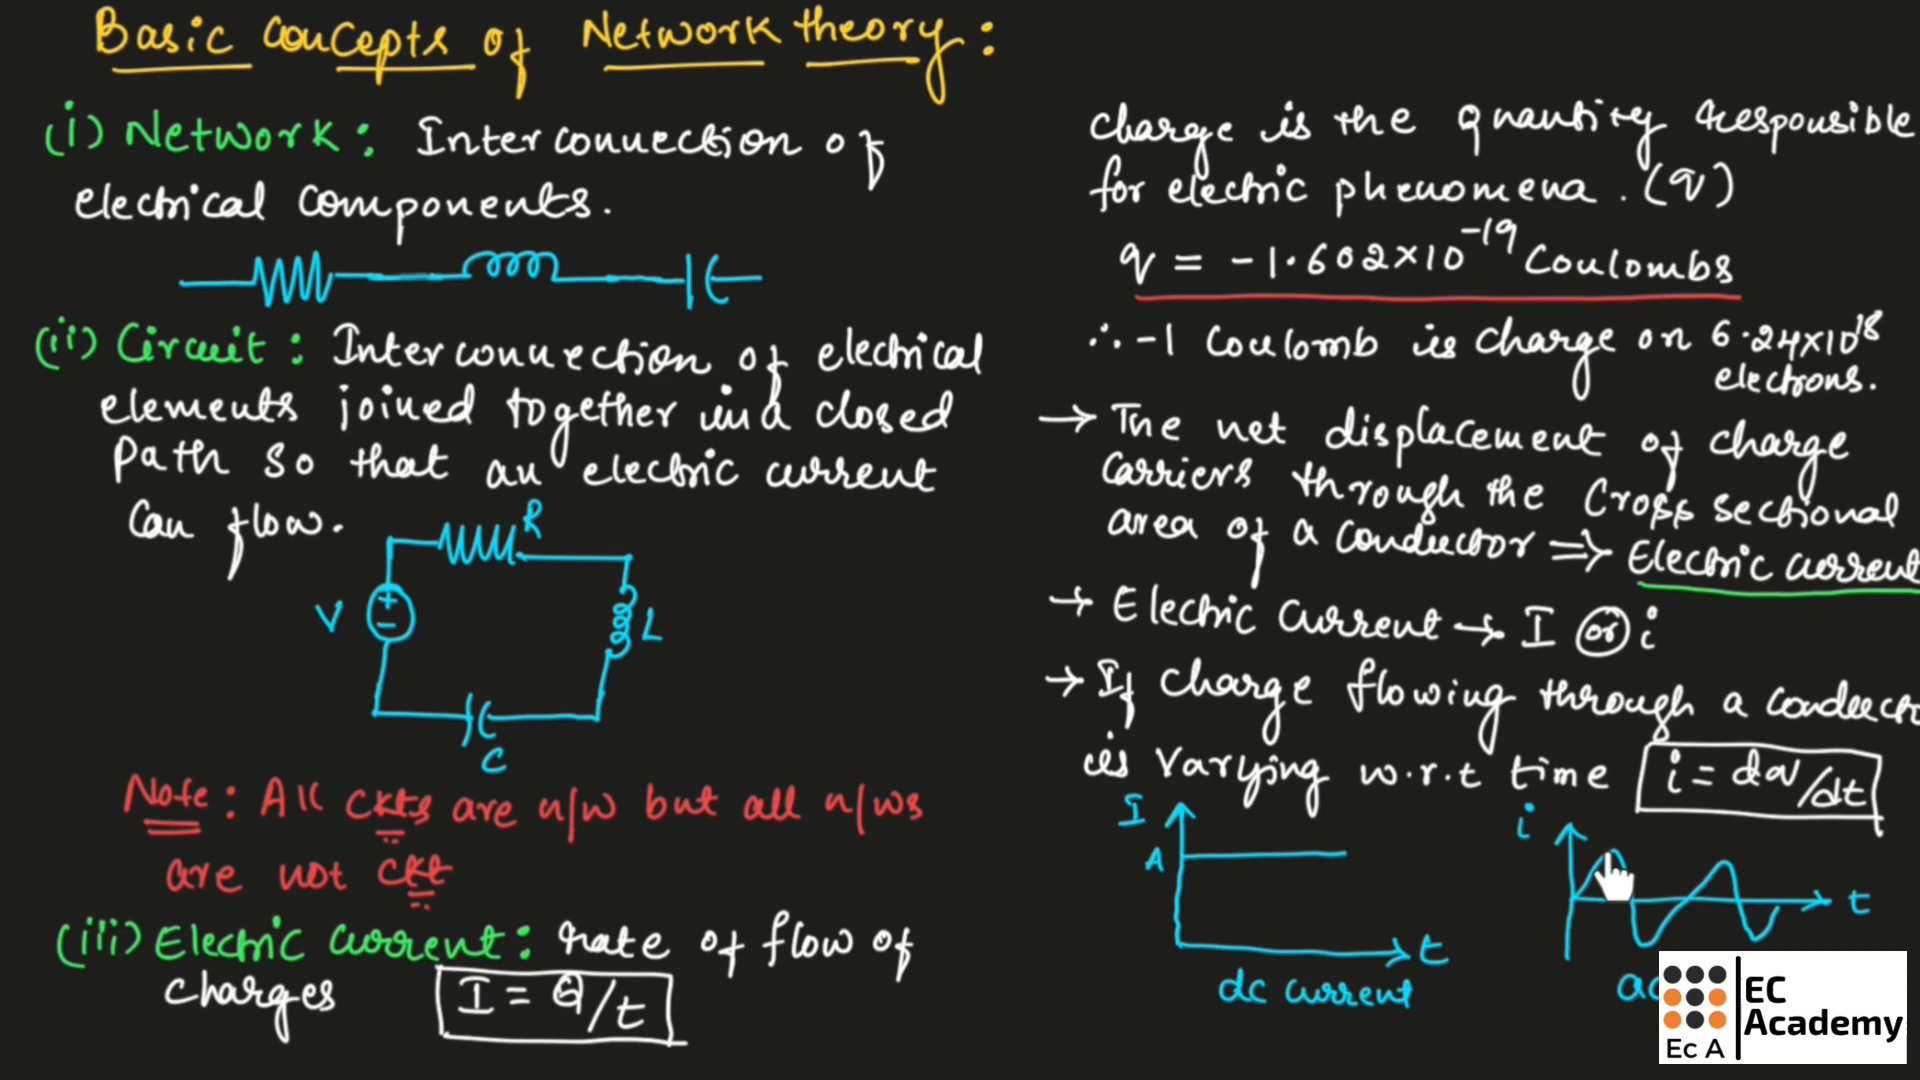 Basic concepts of Network theory:
(i) Network: Interconnection of
electrical components.
(ii) Circuit: Interconnection of electrical
elements joined together in a closed
Path so that an electric current
can flow.
R
V
+
-
L
C
Note: All ckts are n/w but all n/ws
are not ckt
(iii) Electric current: rate of flow of
charges I = Q/t
charge is the quantity responsible
for electric phenomena. (q)
q = -1.602×10^-19 Coulombs
∴ -1 Coulomb is charge on 6.24×10^18
electrons.
→ The net displacement of charge
carriers through the cross sectional
area of a conductor ⇒ Electric current
→ Electric current → I or i
→ If charge flowing through a conducto
is varying w.r.t time i = dq/dt
I
A
t
dc current
i
t
ac
EC
Academy
Ec A